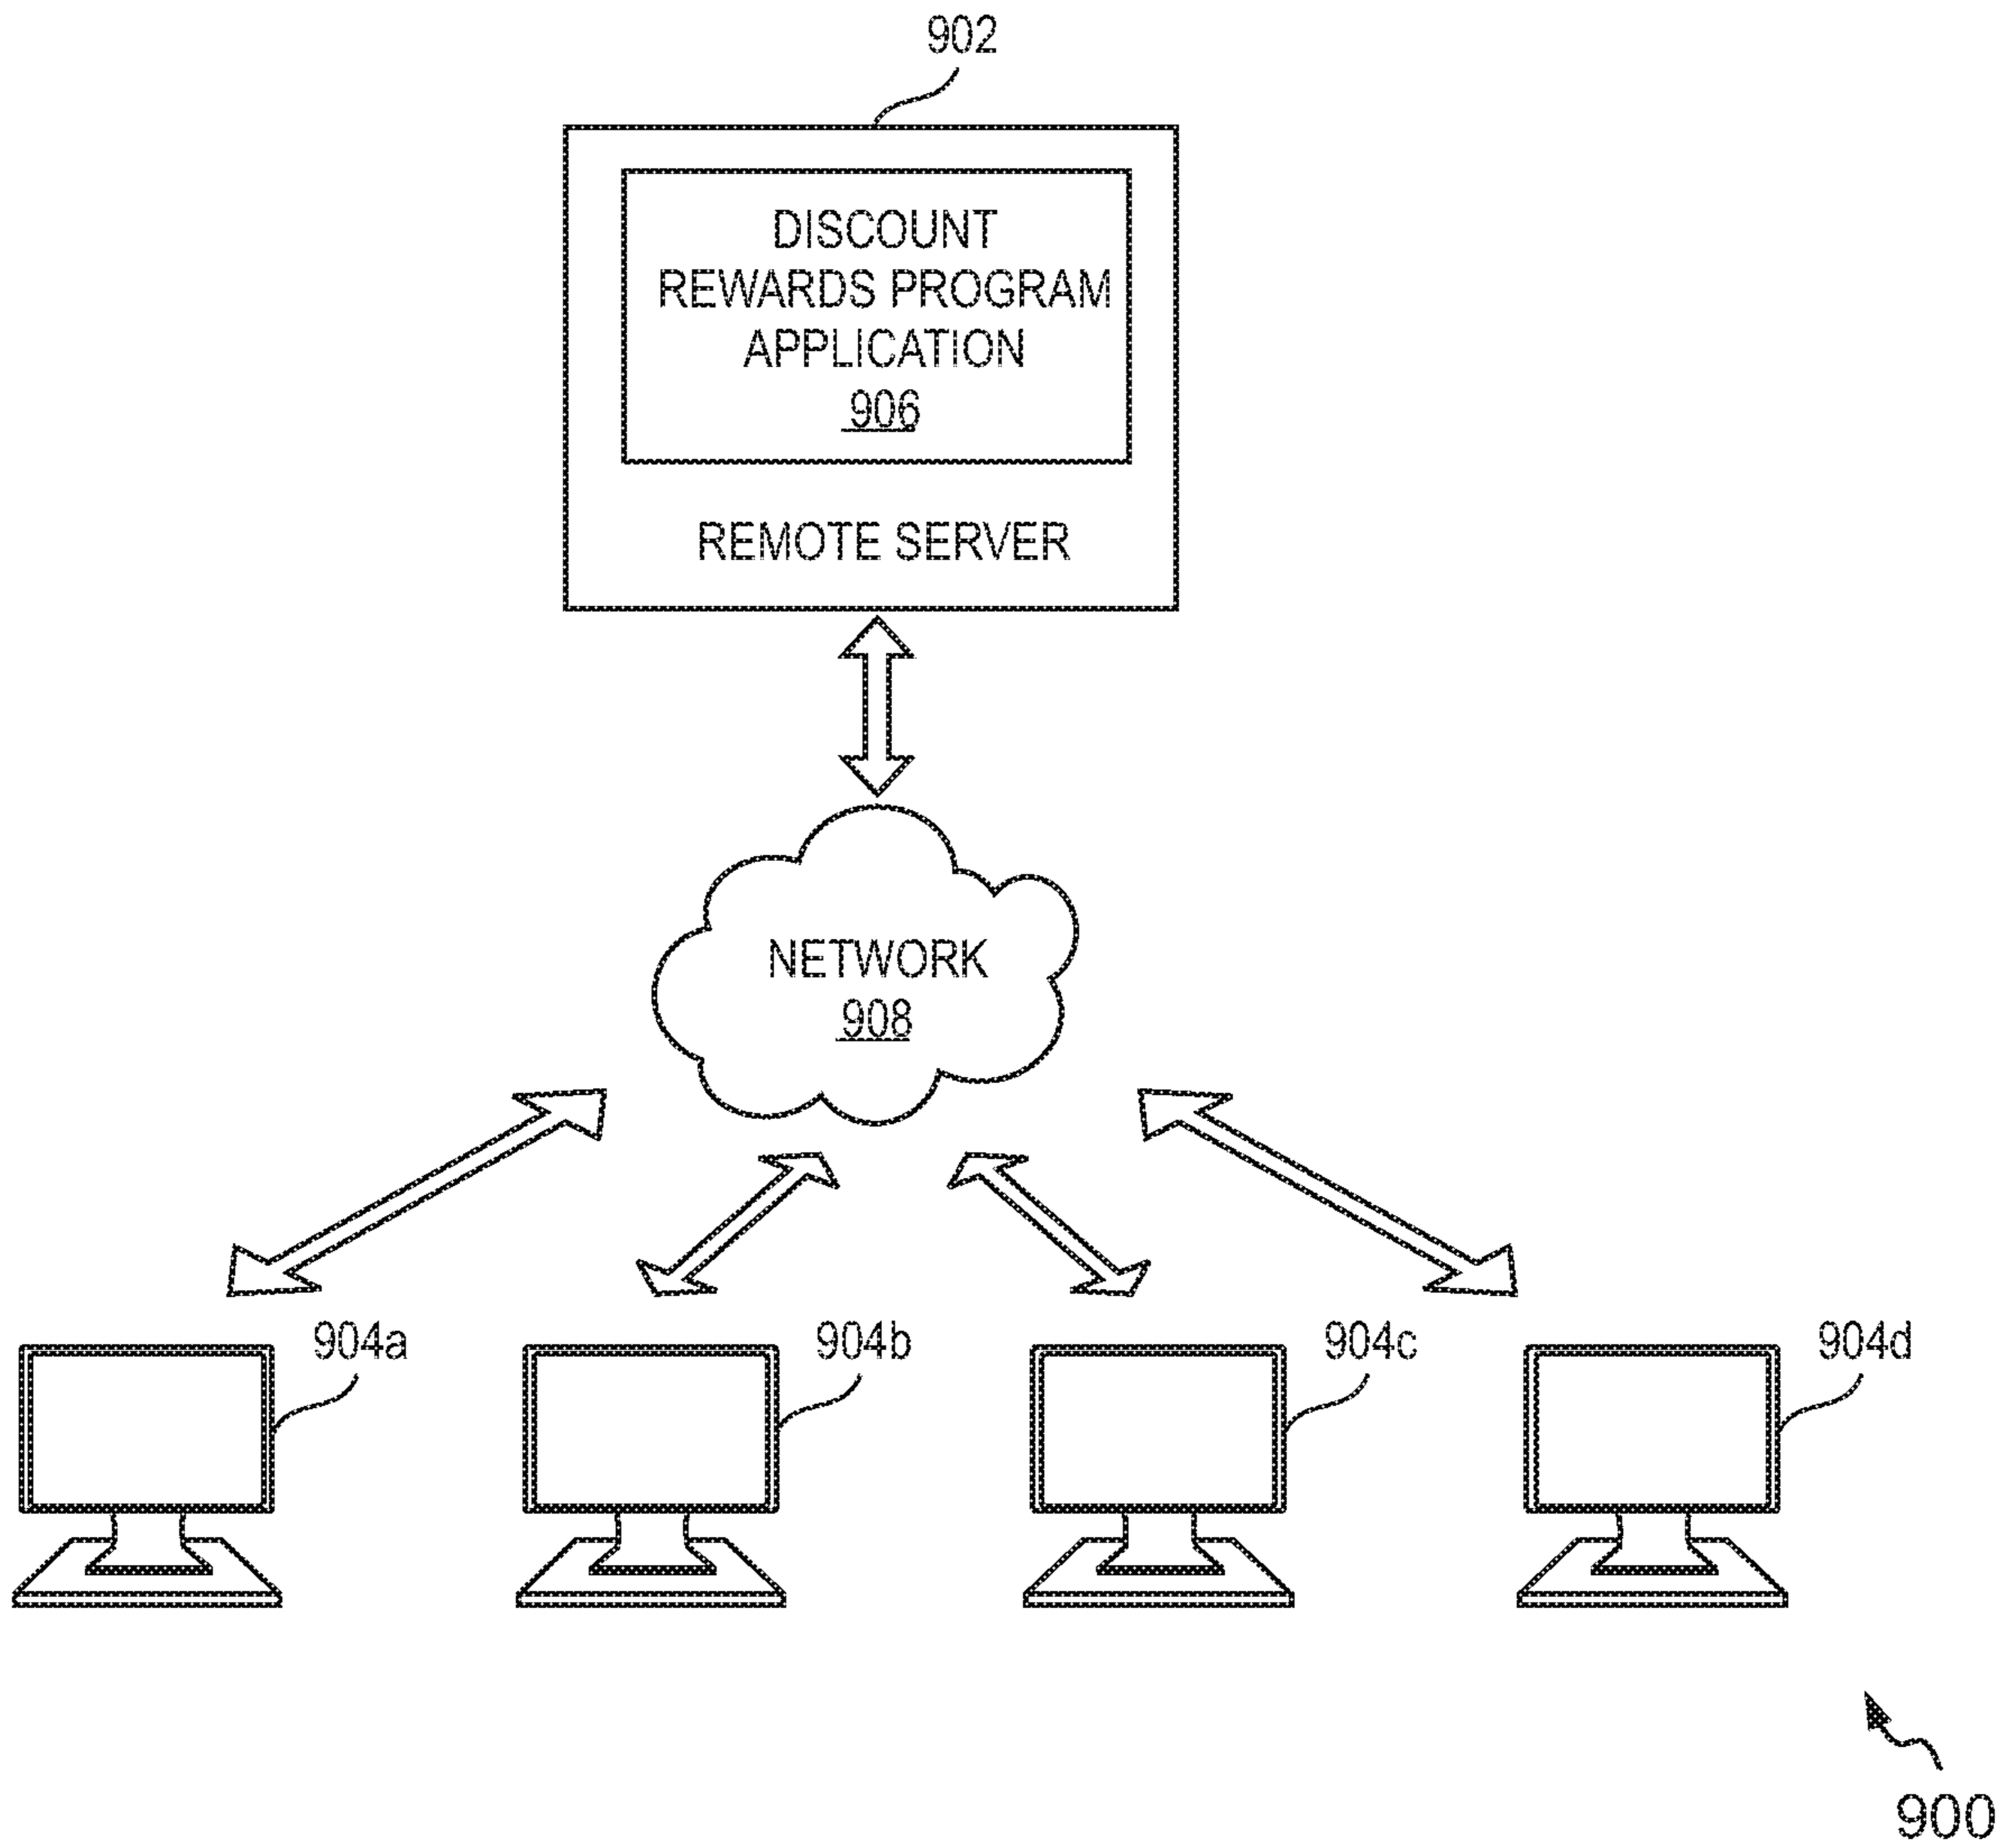 902
DISCOUNT
REWARDS PROGRAM
APPLICATION
906
REMOTE SERVER
NETWORK
908
904a
904b
904c
904d
900